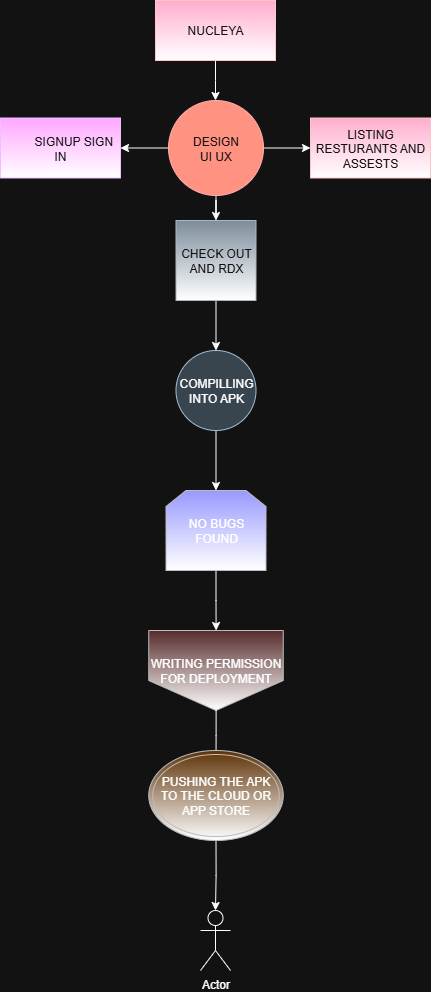 NUCLEYA
DESIGN
UI UX
SIGNUP SIGN
IN
LISTING
RESTURANTS AND
ASSESTS
CHECK OUT
AND RDX
COMPILLING
INTO APK
NO BUGS
FOUND
WRITING PERMISSION
FOR DEPLOYMENT
PUSHING THE APK
TO THE CLOUD OR
APP STORE
Actor